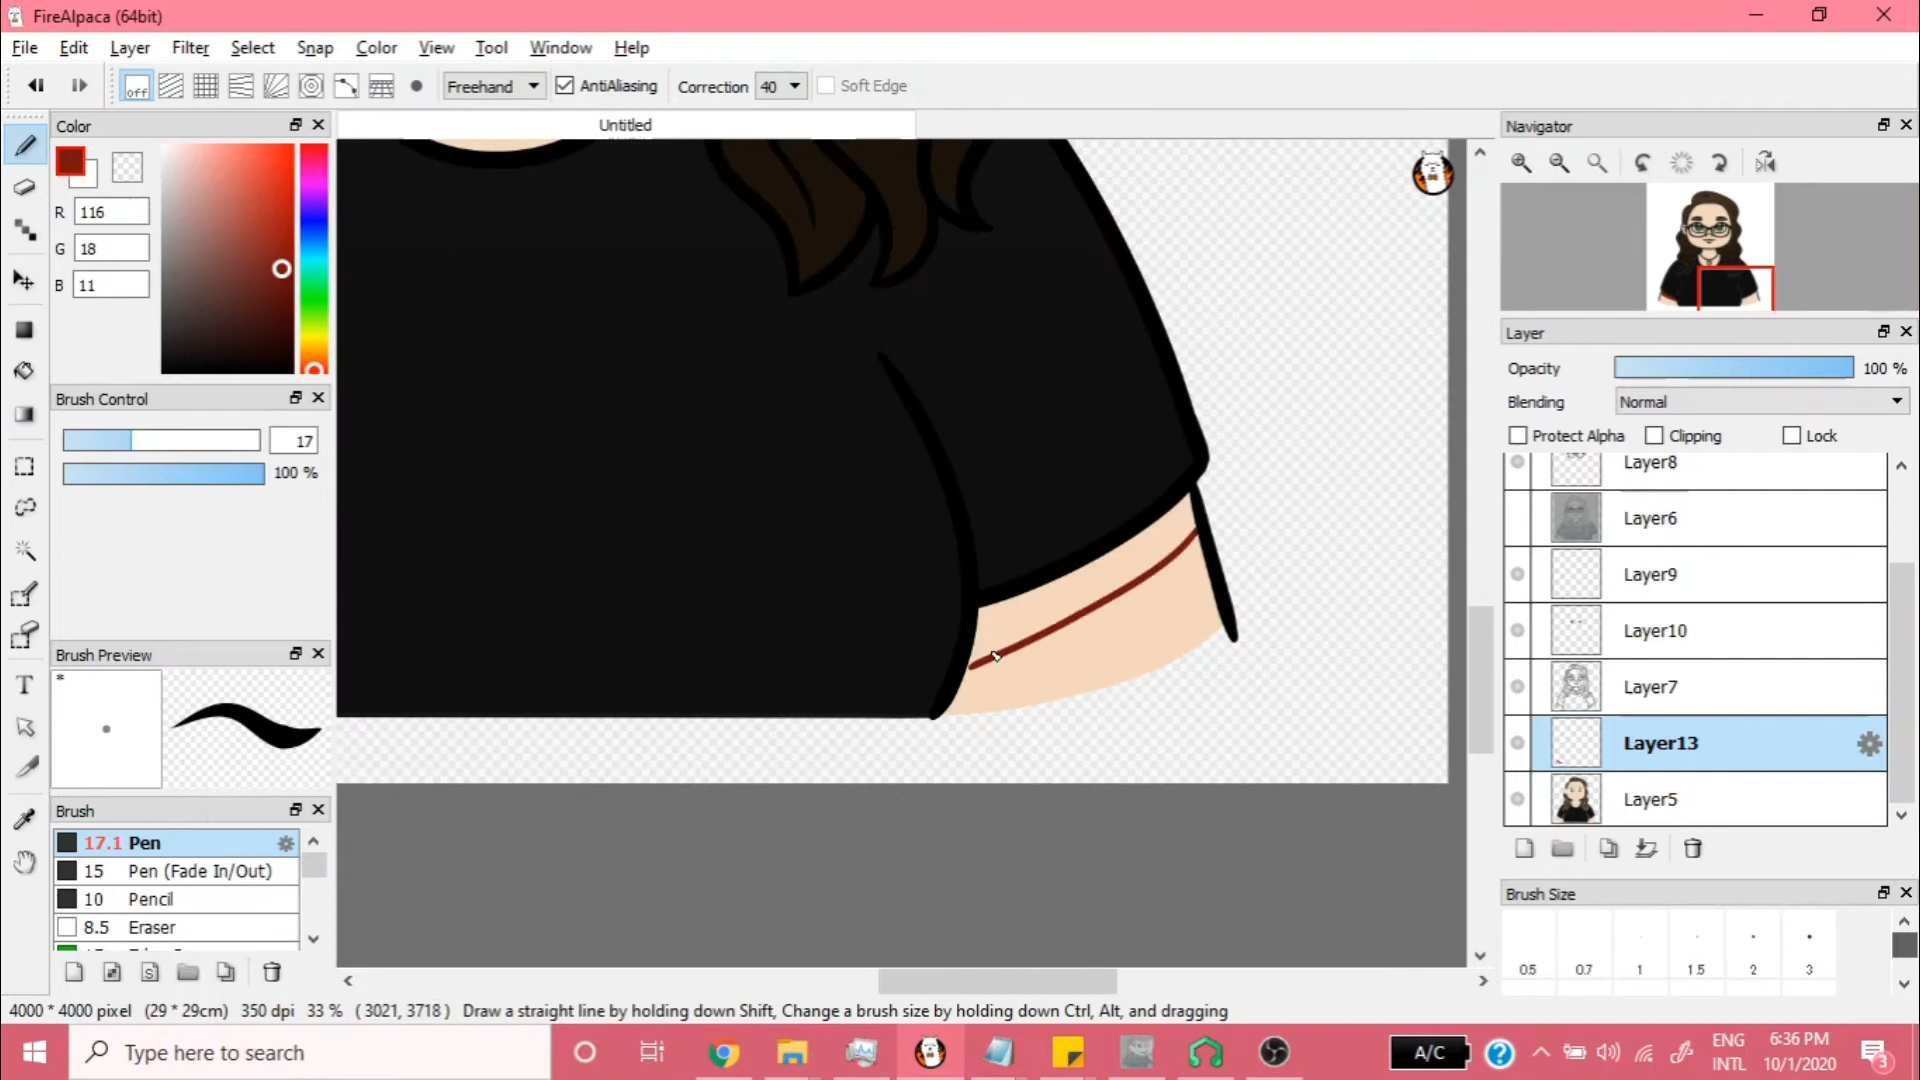 FireAlpaca (64bit)
File Edit Layer Filter Select Snap Color View Tool Window Help
off Freehand AntiAliasing Correction 40 Soft Edge
Color
Untitled
Navigator
R 116
G 18
B 11
Layer
Opacity 100 %
Blending Normal
Protect Alpha Clipping Lock
Brush Control
17
100 %
Layer8
Layer6
Layer9
Layer10
Layer7
Layer13
Layer5
Brush Preview
*
Brush
17.1 Pen
15 Pen (Fade In/Out)
10 Pencil
8.5 Eraser
Brush Size
0.5 0.7 1 1.5 2 3
T
4000 * 4000 pixel (29 * 29cm) 350 dpi 33 % ( 3021, 3718 ) Draw a straight line by holding down Shift, Change a brush size by holding down Ctrl, Alt, and dragging
Type here to search
A/C
ENG
INTL
6:36 PM
10/1/2020
3